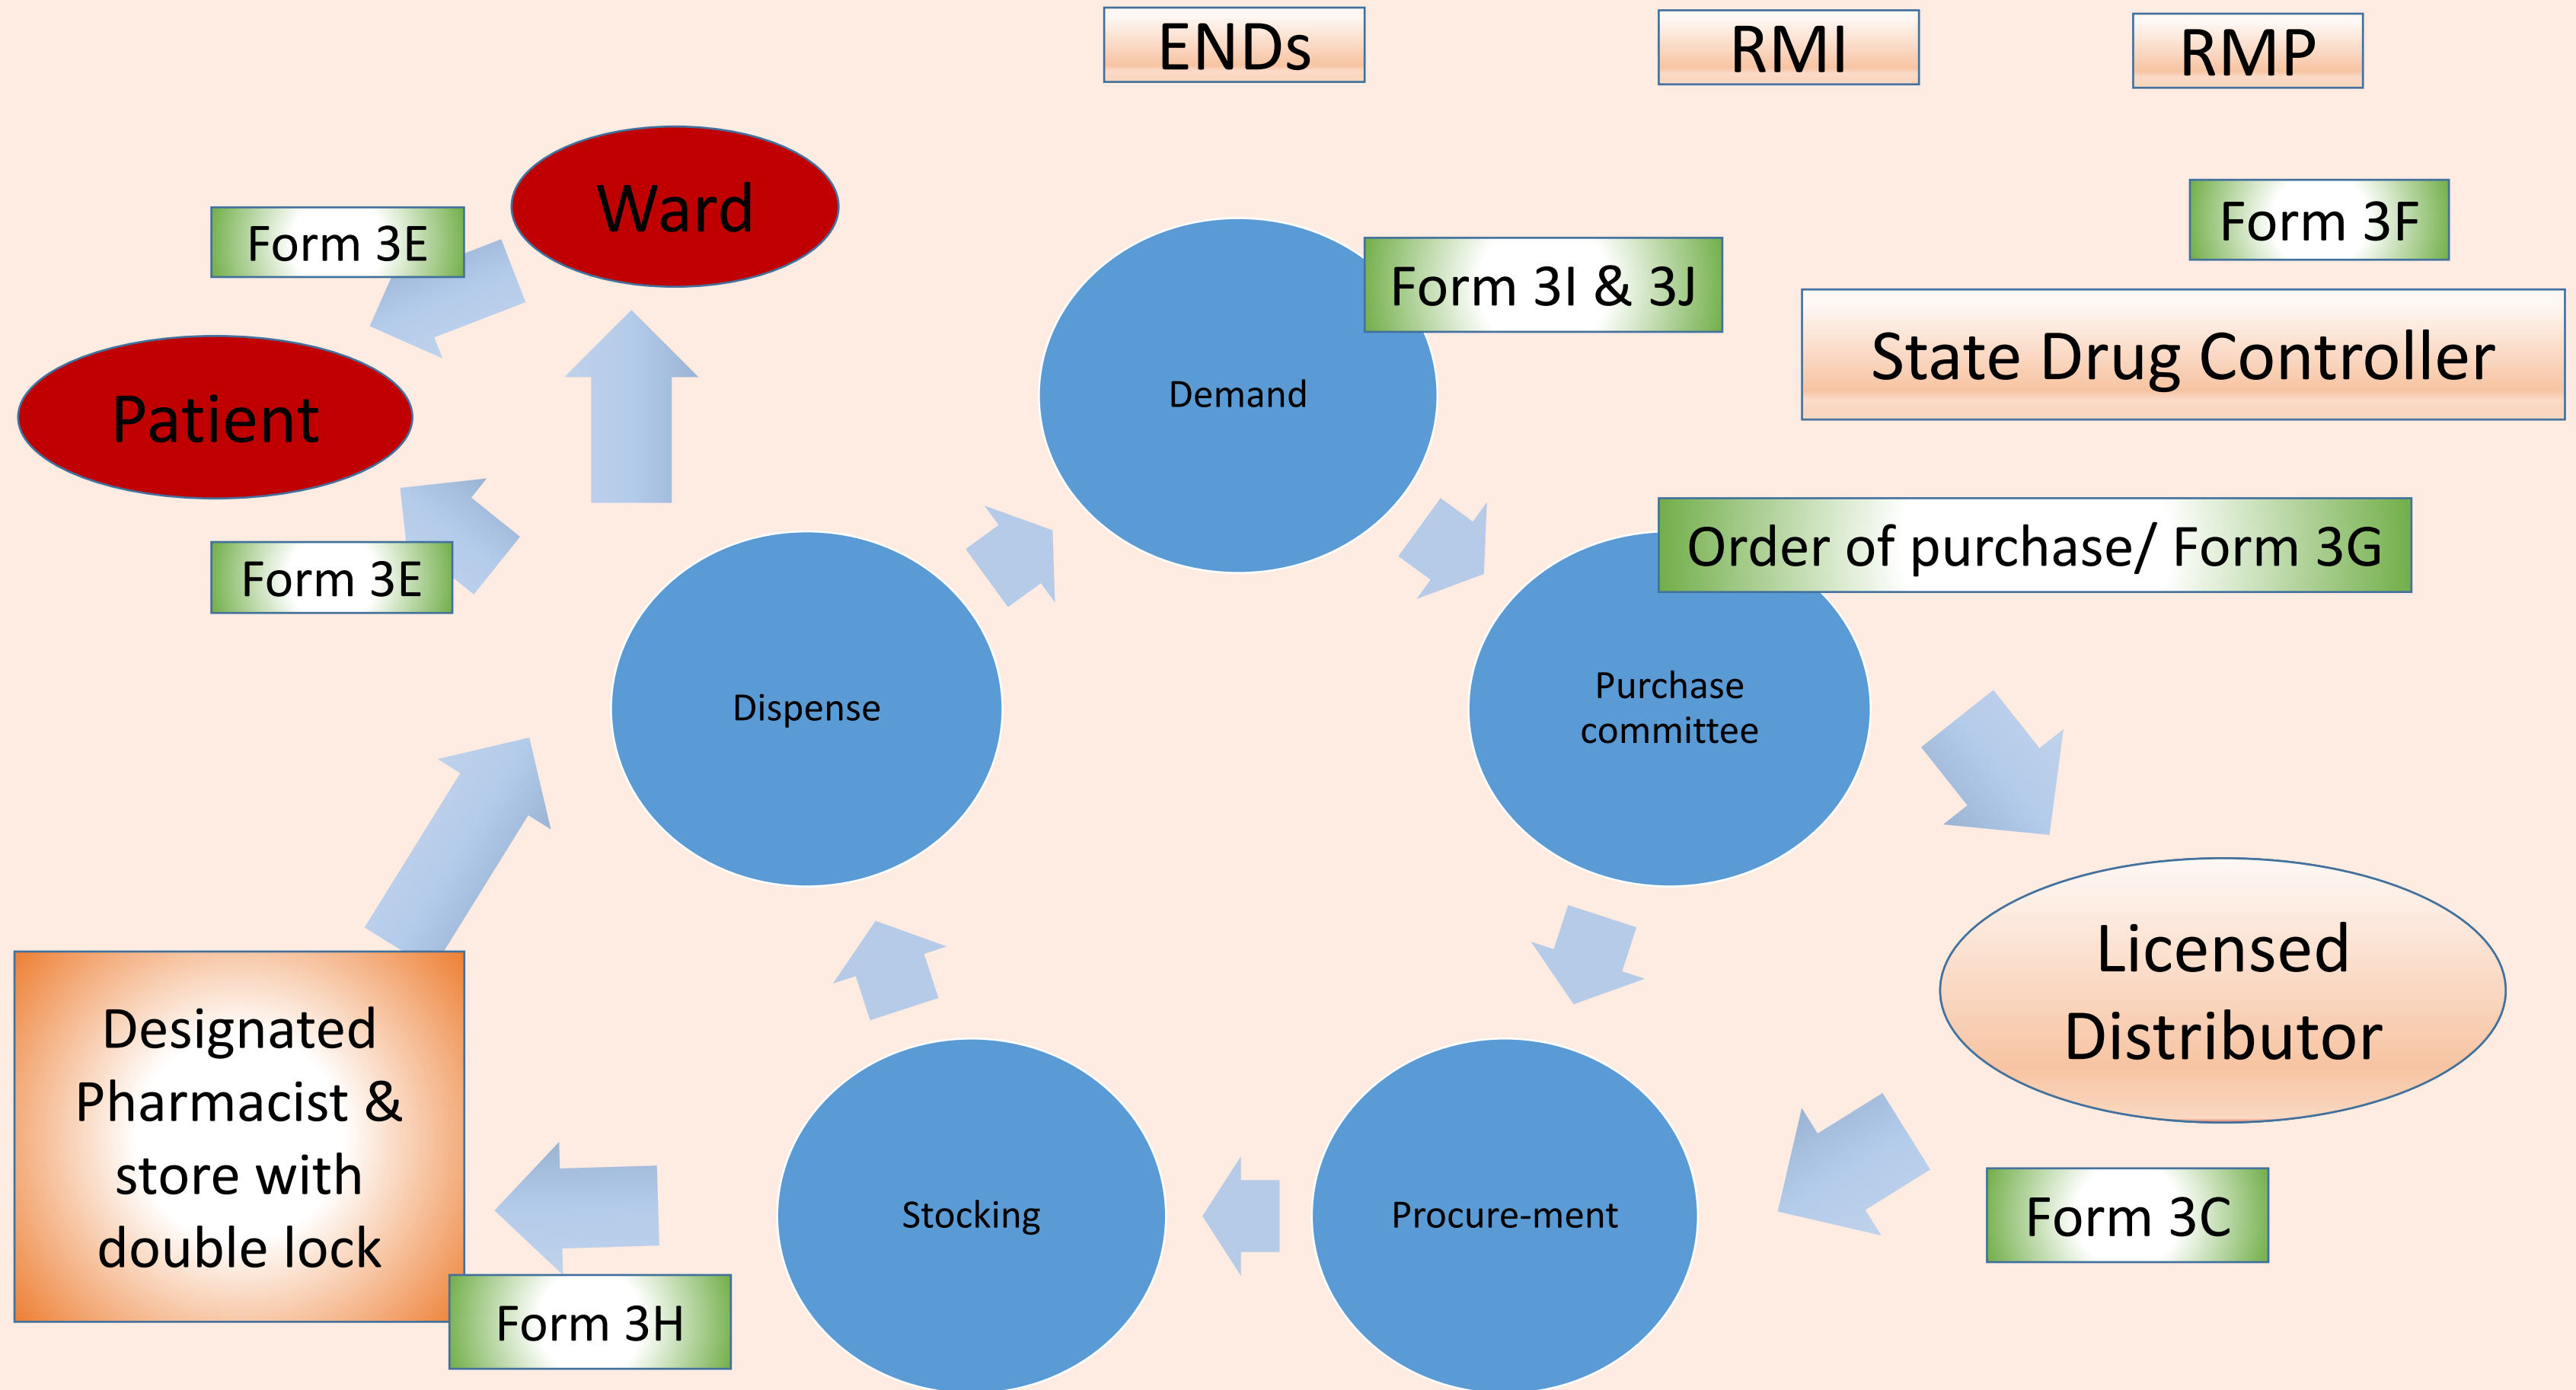 ENDs
RMI
RMP
Ward
Form 3E
Form 3F
Form 3I & 3J
State Drug Controller
Demand
Patient
Order of purchase/ Form 3G
Form 3E
Dispense
Purchase
committee
Licensed
Distributor
Designated
Pharmacist &
store with
double lock
Stocking
Procure-ment
Form 3C
Form 3H